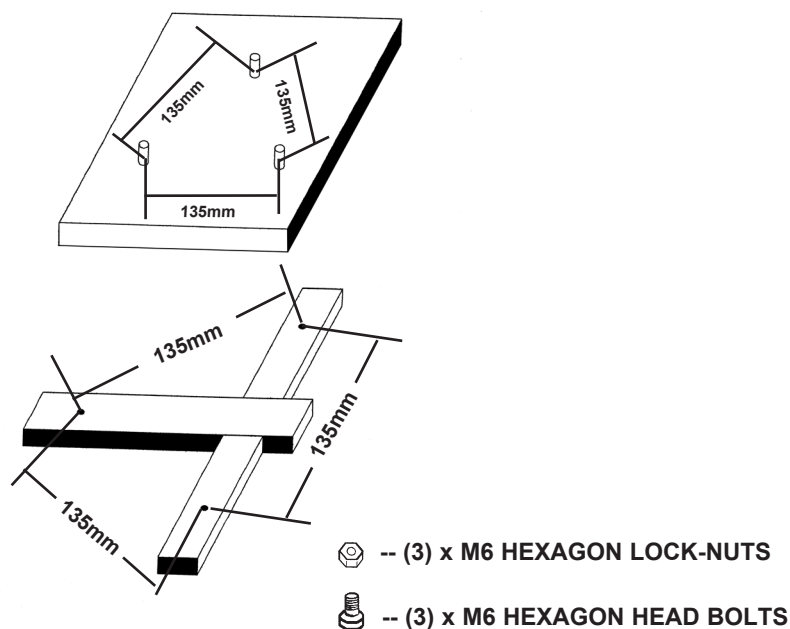 135mm
135mm
135mm
135mm
135mm
135mm
-- (3) x M6 HEXAGON LOCK-NUTS
-- (3) x M6 HEXAGON HEAD BOLTS